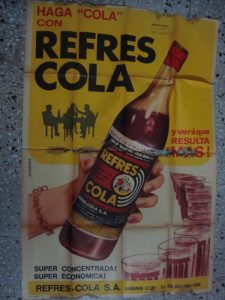 HAGA "COLA"
CON
REFRES
COLA
y verá que
RESULTA
MAS!
REFRES
COLA
SUPER CONCENTRADA!
SUPER ECONOMICA!
REFRES-COLA S.A.